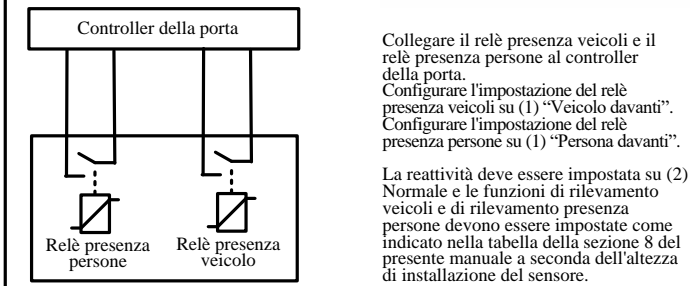 Controller della porta
Relè presenza
persone
Relè presenza
veicolo
Collegare il relè presenza veicoli e il
relè presenza persone al controller
della porta.
Configurare l'impostazione del relè
presenza veicoli su (1) “Veicolo davanti”.
Configurare l'impostazione del relè
presenza persone su (1) “Persona davanti”.
La reattività deve essere impostata su (2)
Normale e le funzioni di rilevamento
veicoli e di rilevamento presenza
persone devono essere impostate come
indicato nella tabella della sezione 8 del
presente manuale a seconda dell'altezza
di installazione del sensore.